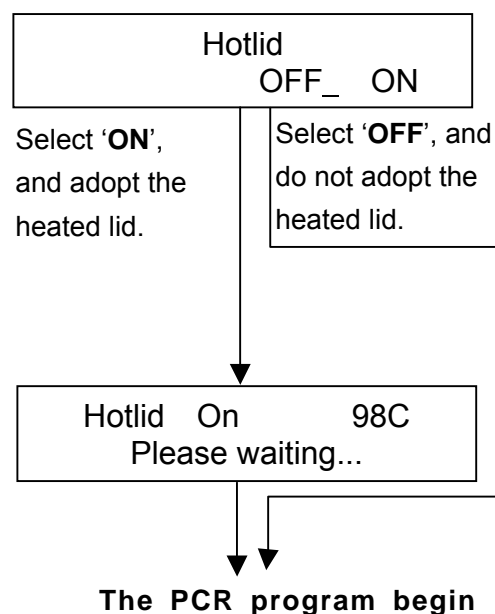 Hotlid
OFF_ ON
Select ‘ON’,
and adopt the
heated lid.
Select ‘OFF’, and
do not adopt the
heated lid.
Hotlid On 98C
Please waiting...
The PCR program begin